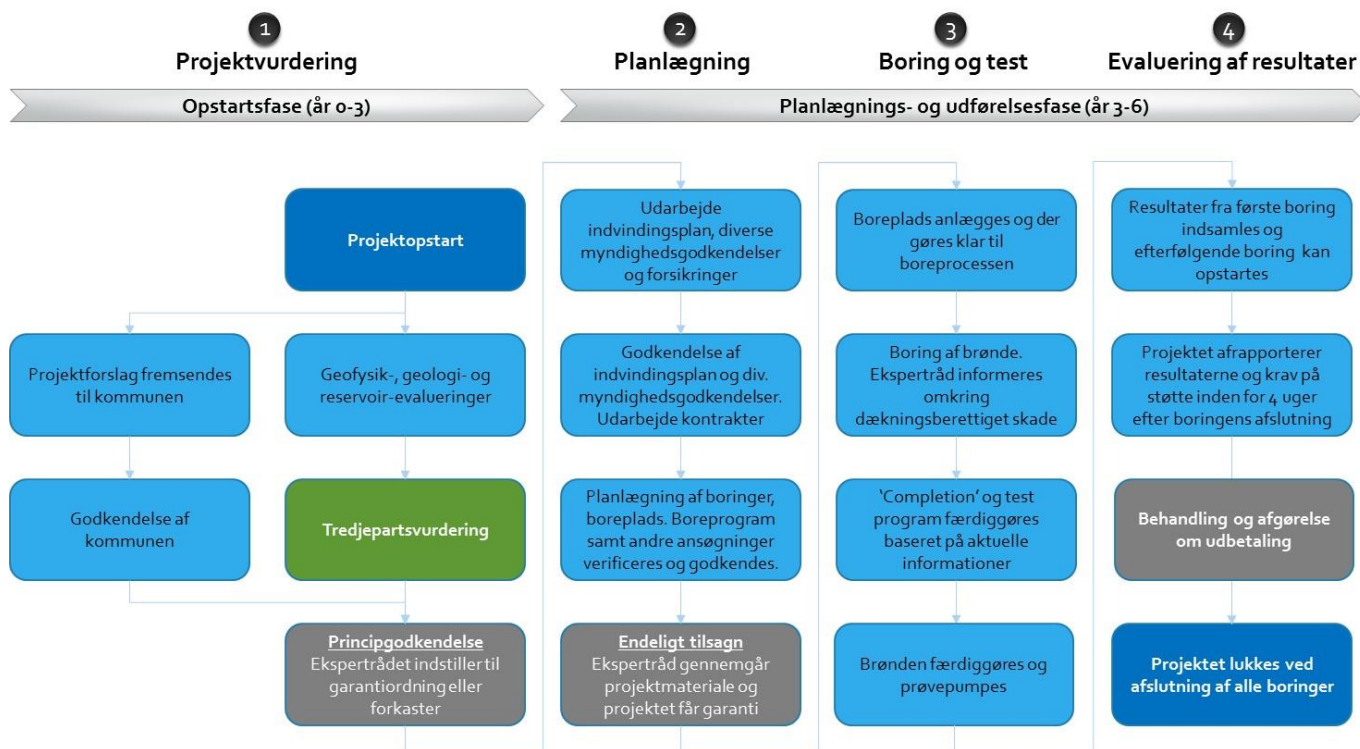 1
Projektvurdering
2
Planlægning
3
Boring og test
4
Evaluering af resultater
Opstartsfase (år 0-3)
Planlægnings- og udførelsesfase (år 3-6)
Projektopstart
Projektforslag fremsendes
til kommunen
Geofysik-, geologi- og
reservoir-evalueringer
Godkendelse af
kommunen
Tredjepartsvurdering
Principgodkendelse
Ekspertrådet indstiller til
garantiordning eller
forkaster
Udarbejde
indvindingsplan, diverse
myndighedsgodkendelser
og forsikringer
Godkendelse af
indvindingsplan og div.
myndighedsgodkendelser.
Udarbejde kontrakter
Planlægning af boringer,
boreplads. Boreprogram
samt andre ansøgninger
verificeres og godkendes.
Endeligt tilsagn
Ekspertråd gennemgår
projektmateriale og
projektet får garanti
Boreplads anlægges og der
gøres klar til
boreprocessen
Boring af brønde.
Ekspertråd informeres
omkring
dækningsberettiget skade
‘Completion’ og test
program færdiggøres
baseret på aktuelle
informationer
Brønden færdiggøres og
prøvepumpes
Resultater fra første boring
indsamles og
efterfølgende boring kan
opstartes
Projektet afrapporterer
resultaterne og krav på
støtte inden for 4 uger
efter boringens afslutning
Behandling og afgørelse
om udbetaling
Projektet lukkes ved
afslutning af alle boringer